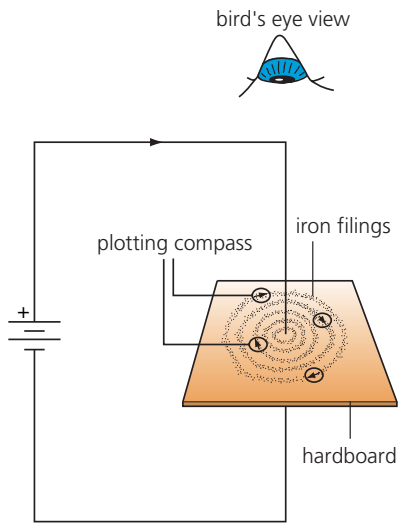 bird's eye view
iron filings
plotting compass
+
hardboard